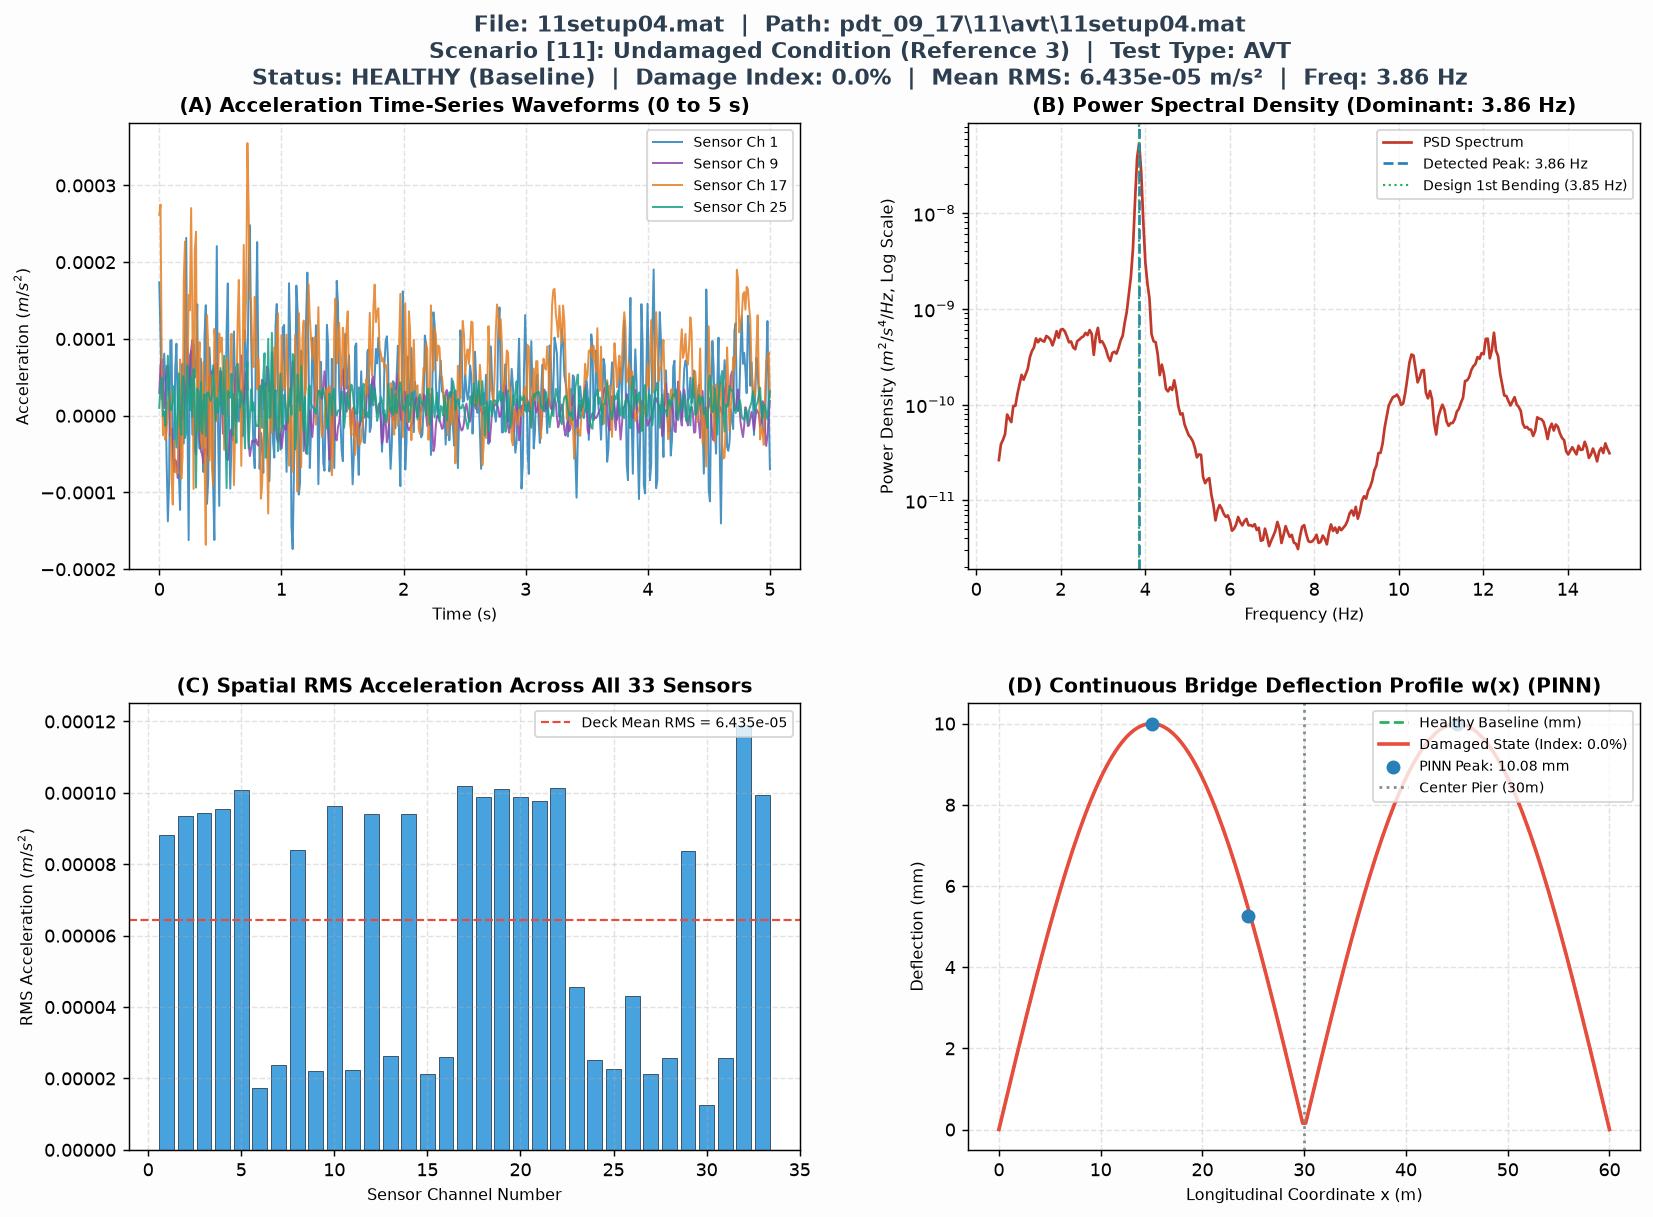 File: 11setup04.mat | Path: pdt_09_17\11\avt\11setup04.mat
Scenario [11]: Undamaged Condition (Reference 3) | Test Type: AVT
Status: HEALTHY (Baseline) | Damage Index: 0.0% | Mean RMS: 6.435e-05 m/s² | Freq: 3.86 Hz
(A) Acceleration Time-Series Waveforms (0 to 5 s)
Sensor Ch 1
Sensor Ch 9
Sensor Ch 17
Sensor Ch 25
0.0003
0.0002
0.0001
0.0000
−0.0001
−0.0002
Acceleration (m/s²)
0 1 2 3 4 5
Time (s)
(B) Power Spectral Density (Dominant: 3.86 Hz)
PSD Spectrum
Detected Peak: 3.86 Hz
Design 1st Bending (3.85 Hz)
10⁻⁸
10⁻⁹
10⁻¹⁰
10⁻¹¹
Power Density (m²/s⁴/Hz, Log Scale)
0 2 4 6 8 10 12 14
Frequency (Hz)
(C) Spatial RMS Acceleration Across All 33 Sensors
Deck Mean RMS = 6.435e-05
0.00012
0.00010
0.00008
0.00006
0.00004
0.00002
0.00000
RMS Acceleration (m/s²)
0 5 10 15 20 25 30 35
Sensor Channel Number
(D) Continuous Bridge Deflection Profile w(x) (PINN)
Healthy Baseline (mm)
Damaged State (Index: 0.0%)
PINN Peak: 10.08 mm
Center Pier (30m)
10
8
6
4
2
0
Deflection (mm)
0 10 20 30 40 50 60
Longitudinal Coordinate x (m)